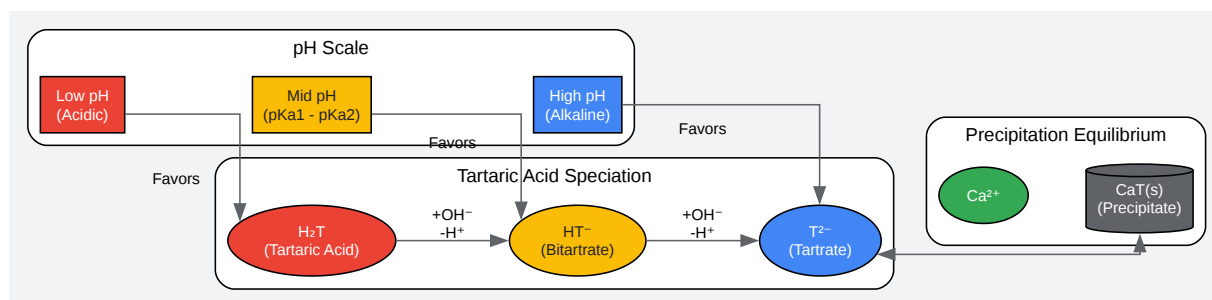 pH Scale
Low pH
(Acidic)
Mid pH
(pKa1 - pKa2)
High pH
(Alkaline)
Favors
Favors
Favors
Tartaric Acid Speciation
H₂T
(Tartaric Acid)
+OH⁻
-H⁺
HT⁻
(Bitartrate)
+OH⁻
-H⁺
T²⁻
(Tartrate)
Precipitation Equilibrium
Ca²⁺
CaT(s)
(Precipitate)